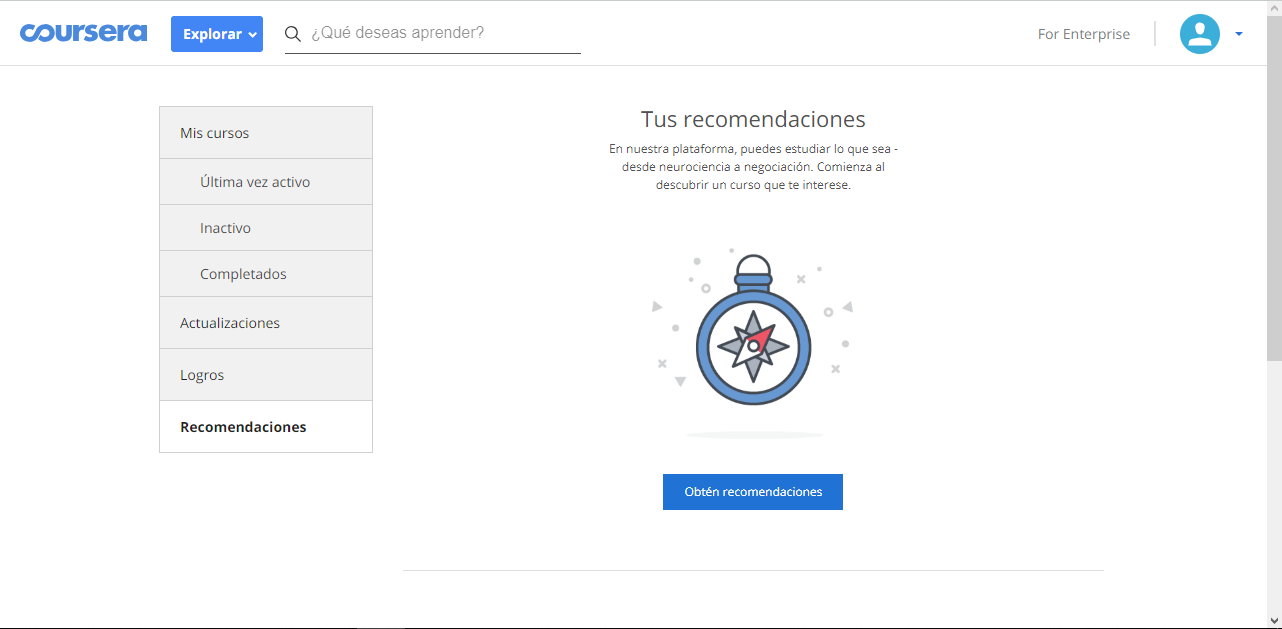 coursera
Explorar
¿Qué deseas aprender?
For Enterprise
Mis cursos
Última vez activo
Inactivo
Completados
Actualizaciones
Logros
Recomendaciones
Tus recomendaciones
En nuestra plataforma, puedes estudiar lo que sea -
desde neurociencia a negociación. Comienza al
descubrir un curso que te interese.
Obtén recomendaciones